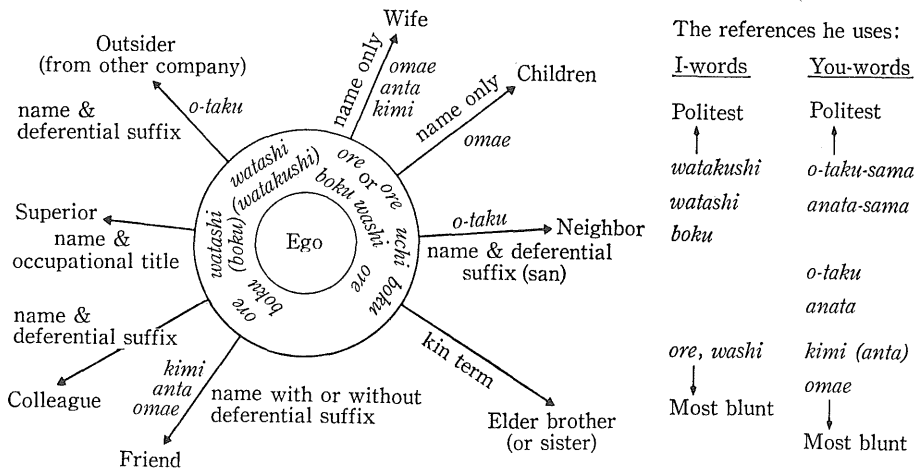 Wife
Outsider
(from other company)
Children
name only
omae
anta
kimi
name only
omae
o-taku
name &
deferential suffix
watashi
(watakushi)
ore
or
boku
ore
washi
Ego
Superior
name &
occupational title
watashi
(boku)
o-taku
Neighbor
name & deferential
suffix (san)
uchi
boku
ore
name &
deferential suffix
ore
boku
kin term
Colleague
kimi
anta
omae
name with or without
deferential suffix
Friend
Elder brother
(or sister)
The references he uses:
I-words
You-words
Politest
Politest
watakushi
o-taku-sama
watashi
anata-sama
boku
o-taku
anata
ore, washi
kimi (anta)
omae
Most blunt
Most blunt